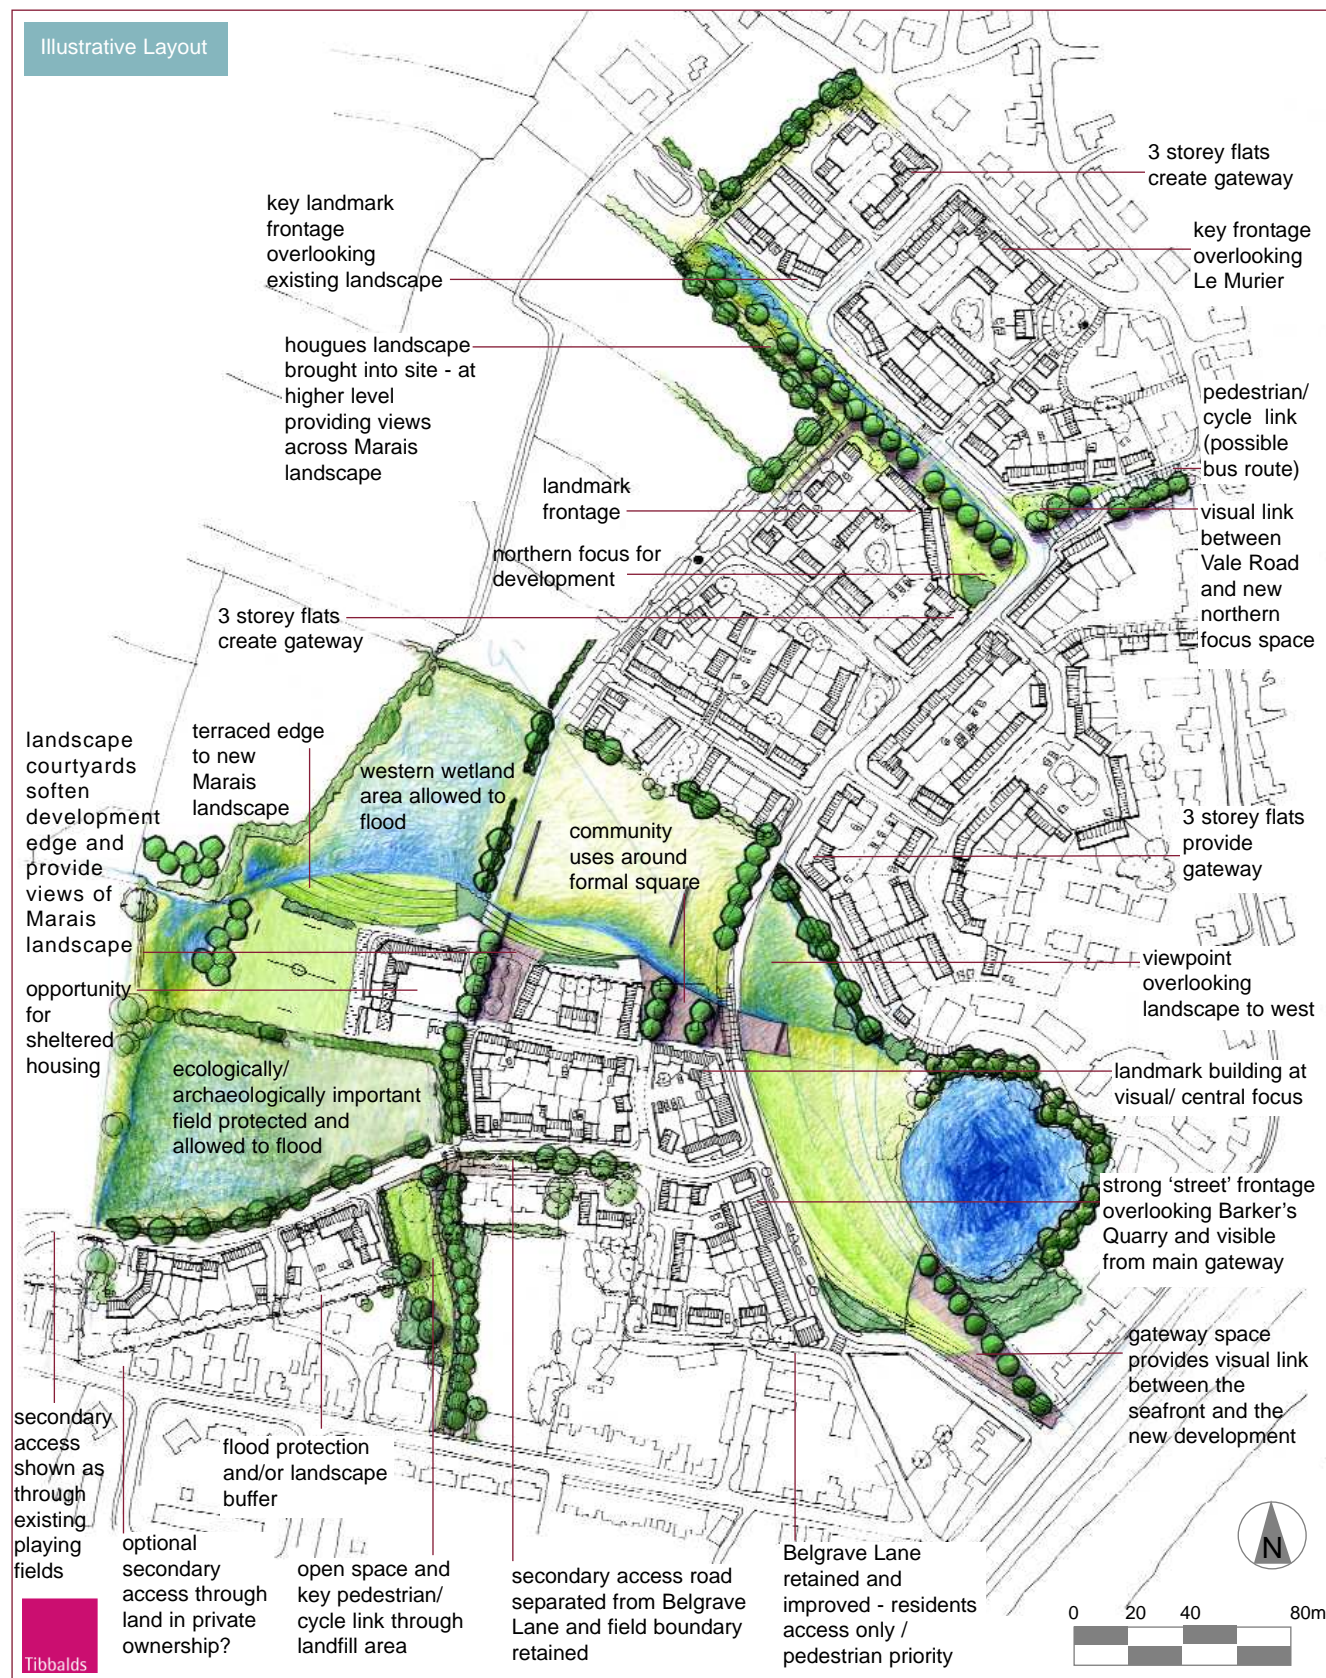 Illustrative Layout
3 storey flats
create gateway
key landmark
frontage
overlooking
existing landscape
key frontage
overlooking
Le Murier
hougues landscape
brought into site - at
higher level
providing views
across Marais
landscape
pedestrian/
cycle link
(possible
bus route)
landmark
frontage
visual link
between
Vale Road
and new
northern
focus space
northern focus for
development
3 storey flats
create gateway
landscape
courtyards
soften
development
edge and
provide
views of
Marais
landscape
terraced edge
to new
Marais
landscape
western wetland
area allowed to
flood
community
uses around
formal square
3 storey flats
provide
gateway
viewpoint
overlooking
landscape to west
opportunity
for
sheltered
housing
ecologically/
archaeologically important
field protected and
allowed to flood
landmark building at
visual/ central focus
strong ‘street’ frontage
overlooking Barker’s
Quarry and visible
from main gateway
gateway space
provides visual link
between the
seafront and the
new development
secondary
access
shown as
through
existing
playing
fields
flood protection
and/or landscape
buffer
optional
secondary
access through
land in private
ownership?
open space and
key pedestrian/
cycle link through
landfill area
secondary access road
separated from Belgrave
Lane and field boundary
retained
Belgrave Lane
retained and
improved - residents
access only /
pedestrian priority
N
0 20 40 80m
Tibbalds